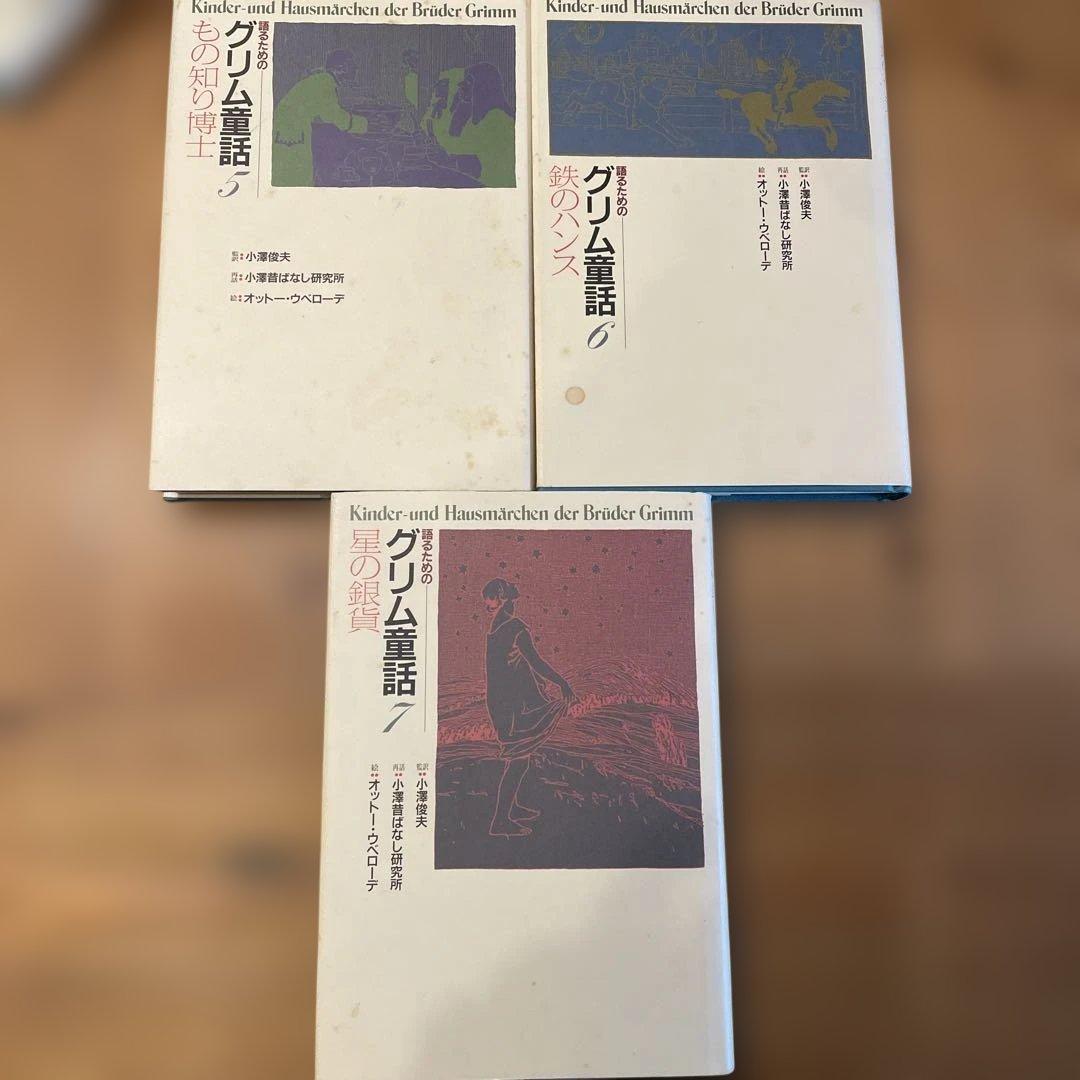 Kinder-und Hausmärchen der Brüder Grimm
語るための
グリム童話 5
もの知り博士
監訳：小澤俊夫
再話：小澤昔ばなし研究所
絵：オットー・ウベローデ
Kinder-und Hausmärchen der Brüder Grimm
語るための
グリム童話 6
鉄のハンス
監訳：小澤俊夫
再話：小澤昔ばなし研究所
絵：オットー・ウベローデ
Kinder-und Hausmärchen der Brüder Grimm
語るための
グリム童話 7
星の銀貨
監訳：小澤俊夫
再話：小澤昔ばなし研究所
絵：オットー・ウベローデ